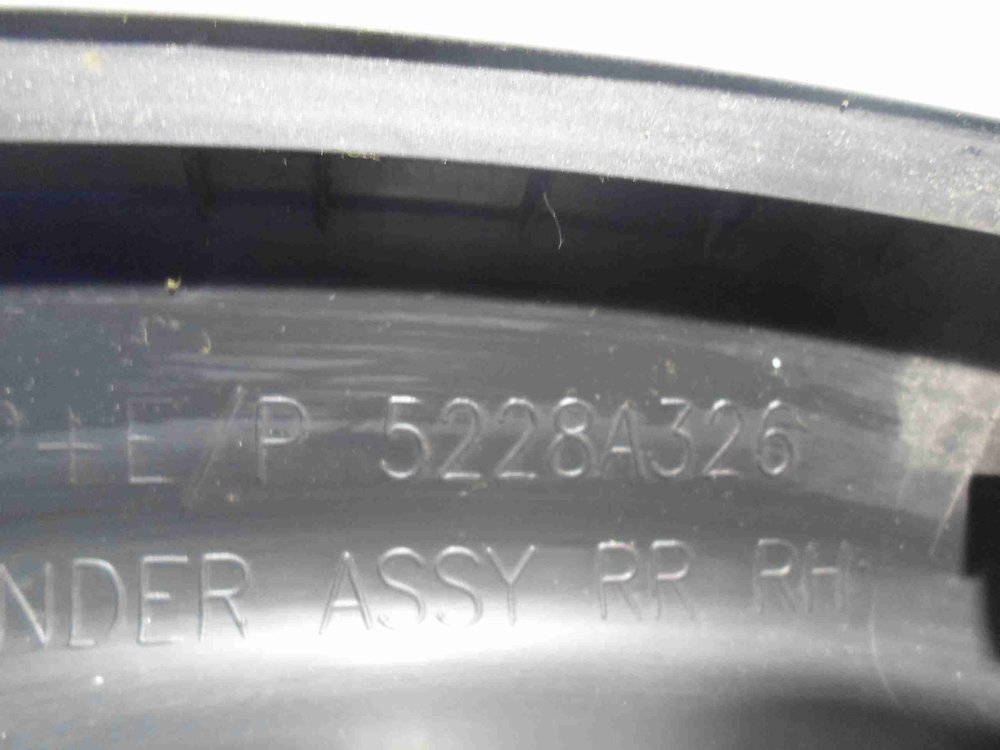 P+E/P 5228A326
NDER ASSY RR RH